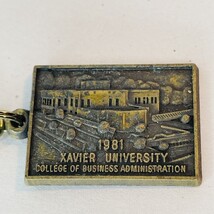 1981
XAVIER UNIVERSITY
COLLEGE OF BUSINESS ADMINISTRATION